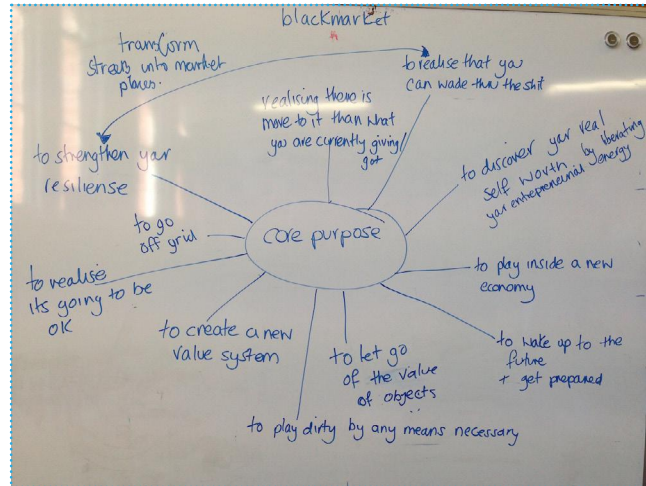 blackmarket
transform
streets into market
places.
to realise that you
can wade thru the shit
realising there is
more to it than what
you are currently giving/
got
to strengthen your
resiliense
to discover your real
self worth by liberating
your entrepreneurial energy
to go
off grid
core purpose
to realise
its going to be
OK
to play inside a new
economy
to create a new
value system
to let go
of the value
of objects
to wake up to the
future
+ get prepared
to play dirty by any means necessary